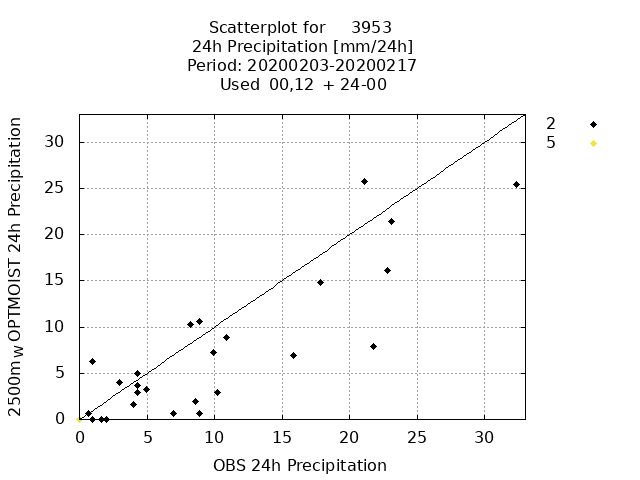 Scatterplot for 3953
24h Precipitation [mm/24h]
Period: 20200203-20200217
Used 00,12 + 24-00
2
5
2500m w OPTMOIST 24h Precipitation
30
25
20
15
10
5
0
0 5 10 15 20 25 30
OBS 24h Precipitation